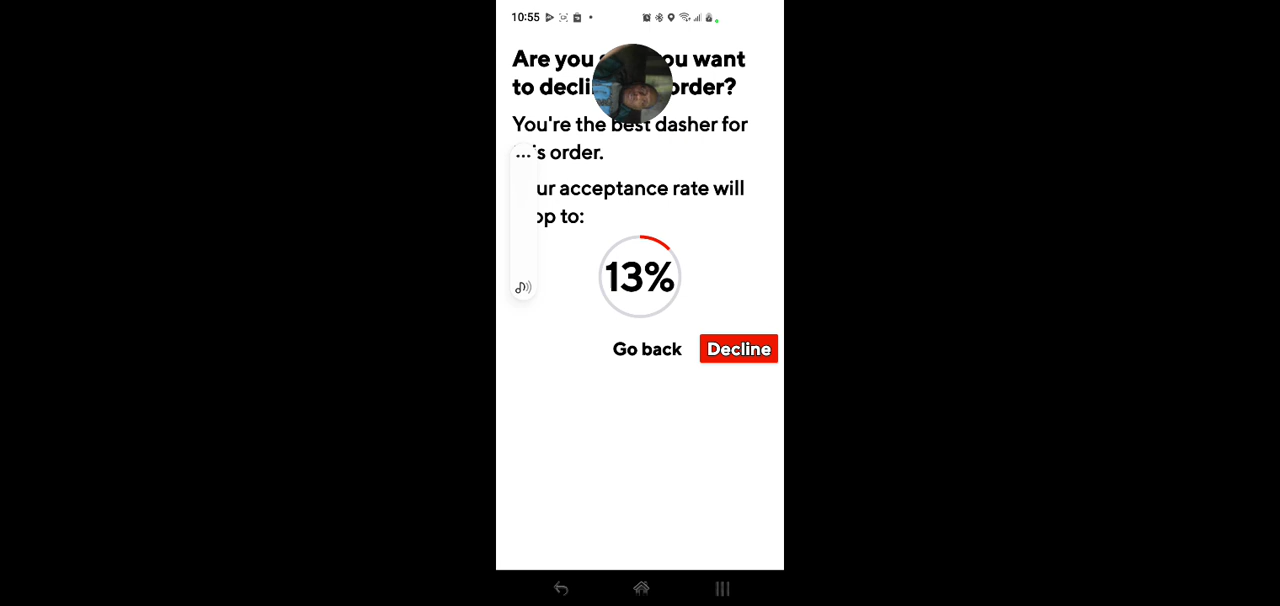 10:55
Are you ou want
to decli order?
You're the best dasher for
s order.
ur acceptance rate will
op to:
13%
Go back Decline